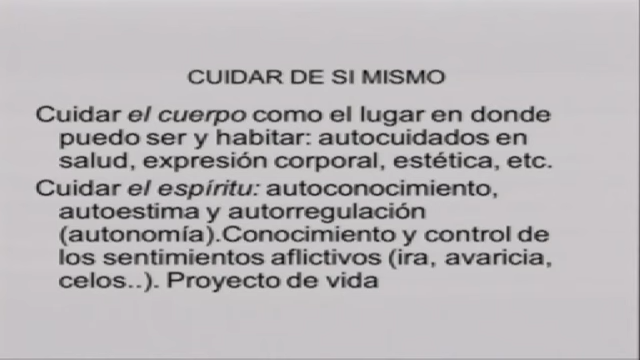 CUIDAR DE SI MISMO
Cuidar el cuerpo como el lugar en donde
puedo ser y habitar: autocuidados en
salud, expresión corporal, estética, etc.
Cuidar el espíritu: autoconocimiento,
autoestima y autorregulación
(autonomía).Conocimiento y control de
los sentimientos aflictivos (ira, avaricia,
celos..). Proyecto de vida